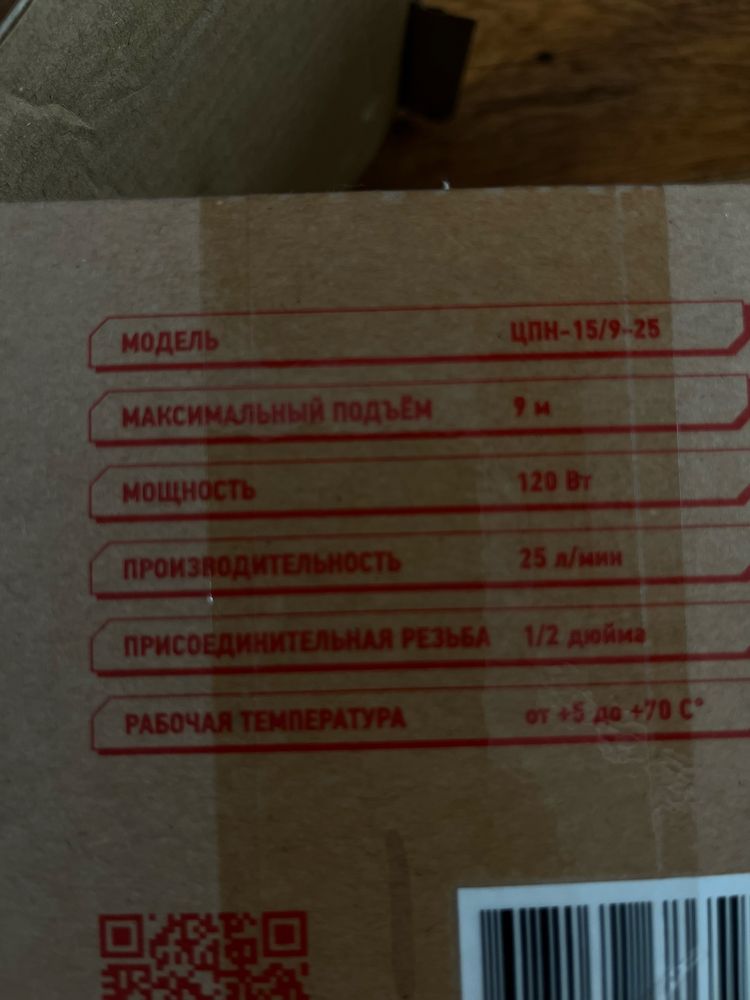 МОДЕЛЬ ЦПН-15/9-25
МАКСИМАЛЬНЫЙ ПОДЪЁМ 9 м
МОЩНОСТЬ 120 Вт
ПРОИЗВОДИТЕЛЬНОСТЬ 25 л/мин
ПРИСОЕДИНИТЕЛЬНАЯ РЕЗЬБА 1/2 дюйма
РАБОЧАЯ ТЕМПЕРАТУРА от +5 до +70 С°